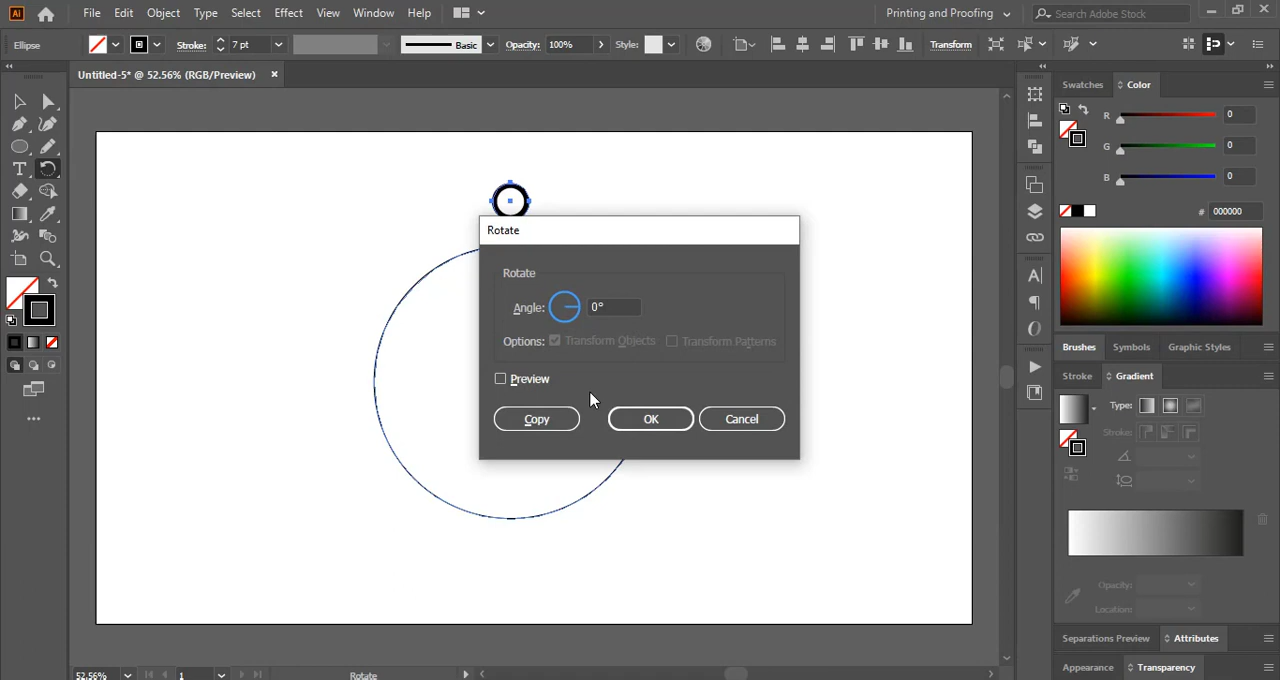 Ai File Edit Object Type Select Effect View Window Help Printing and Proofing Search Adobe Stock
Ellipse Stroke: 7 pt Basic Opacity: 100% Style: Transform
Untitled-5* @ 52.56% (RGB/Preview)
Swatches Color
R 0
G 0
B 0
# 000000
Rotate
Rotate
Angle: 0°
Options: Transform Objects Transform Patterns
Preview
Copy OK Cancel
Brushes Symbols Graphic Styles
Stroke Gradient
Type:
Stroke:
Opacity:
Location:
Separations Preview Attributes
Appearance Transparency
52.56% 1 Rotate